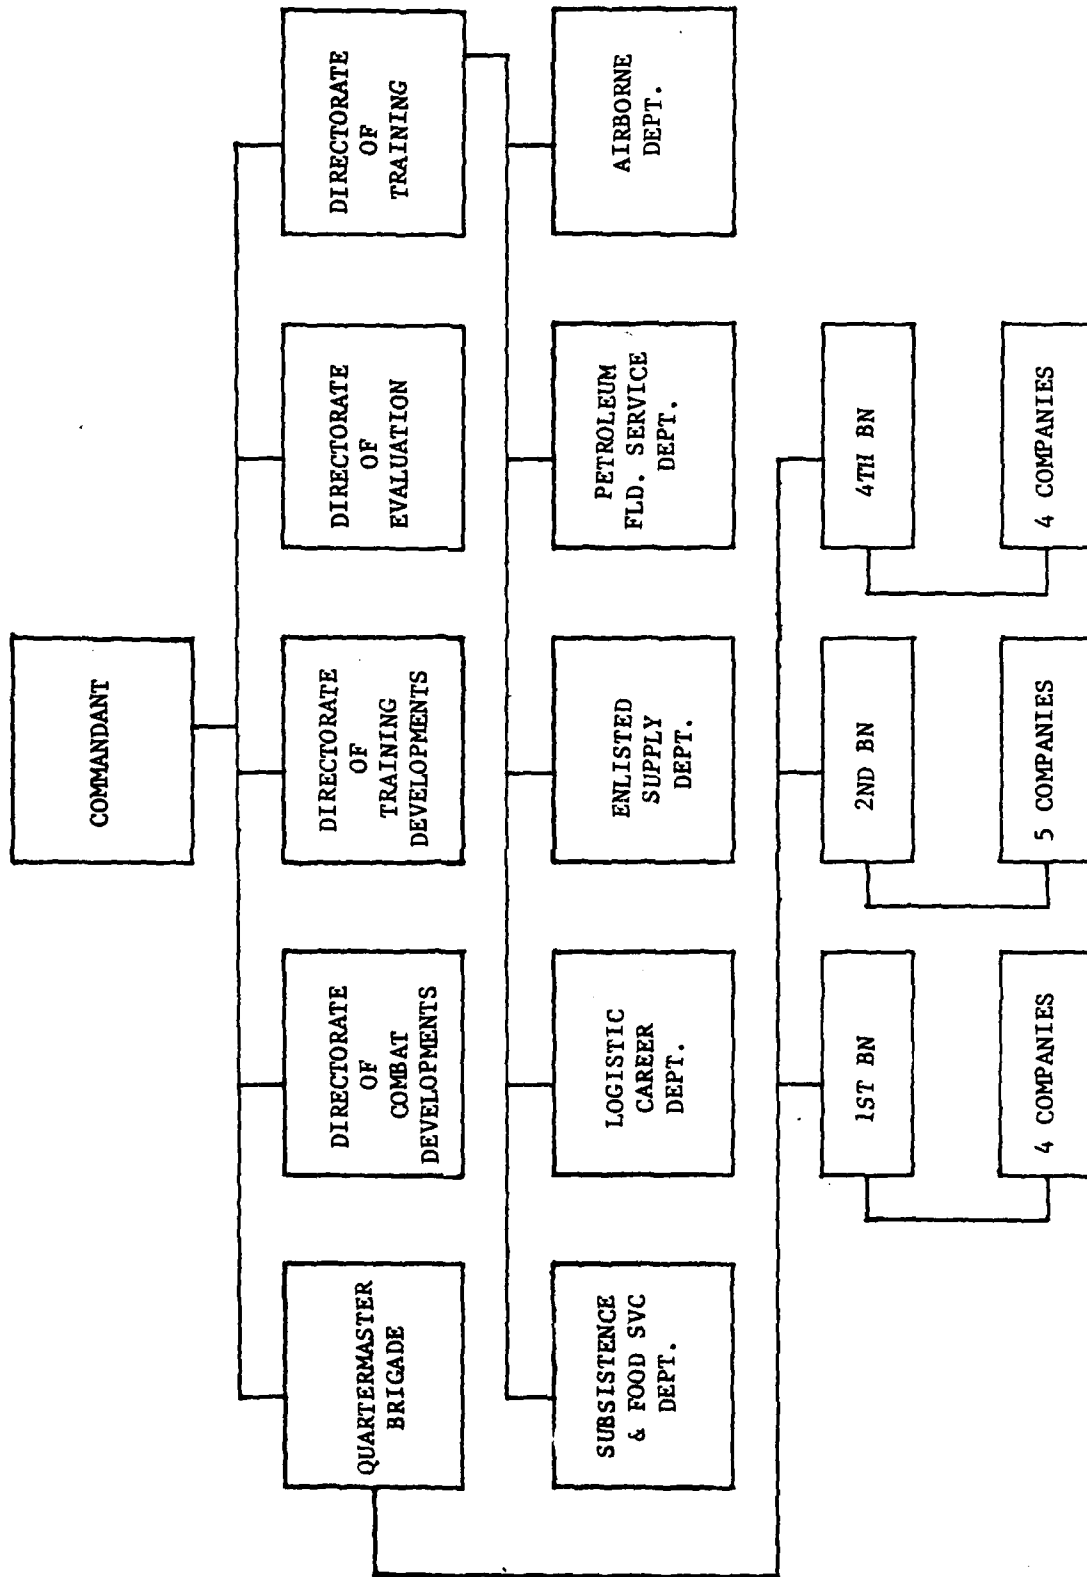 COMMANDANT
QUARTERMASTER
BRIGADE
DIRECTORATE
OF
COMBAT
DEVELOPMENTS
DIRECTORATE
OF
TRAINING
DEVELOPMENTS
DIRECTORATE
OF
EVALUATION
DIRECTORATE
OF
TRAINING
SUBSISTENCE
& FOOD SVC
DEPT.
LOGISTIC
CAREER
DEPT.
ENLISTED
SUPPLY
DEPT.
PETROLEUM
FLD. SERVICE
DEPT.
AIRBORNE
DEPT.
1ST BN
2ND BN
4TH BN
4 COMPANIES
5 COMPANIES
4 COMPANIES